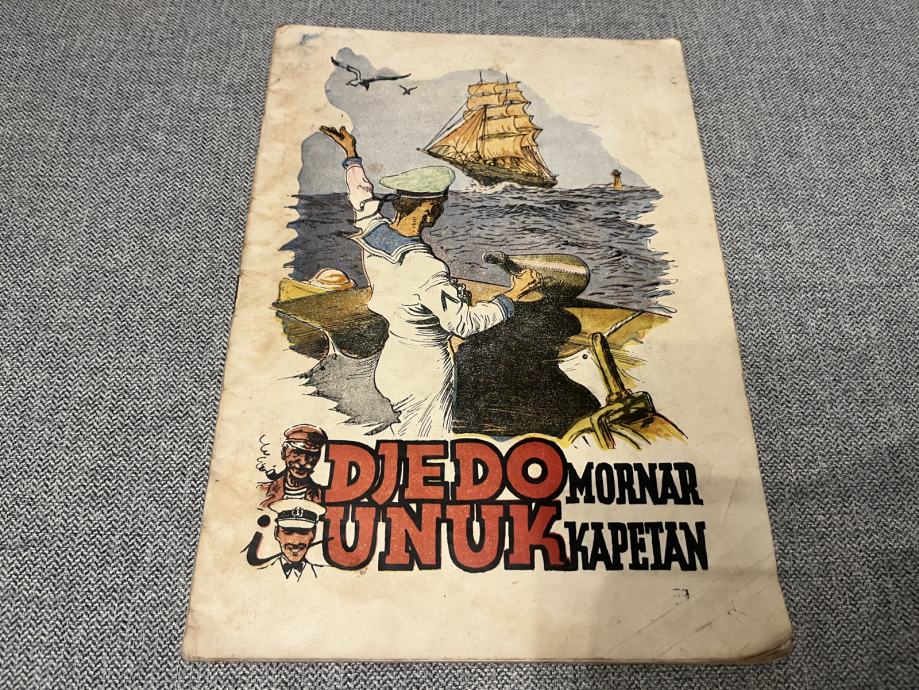 DJEDO MORNAR
i UNUK KAPETAN